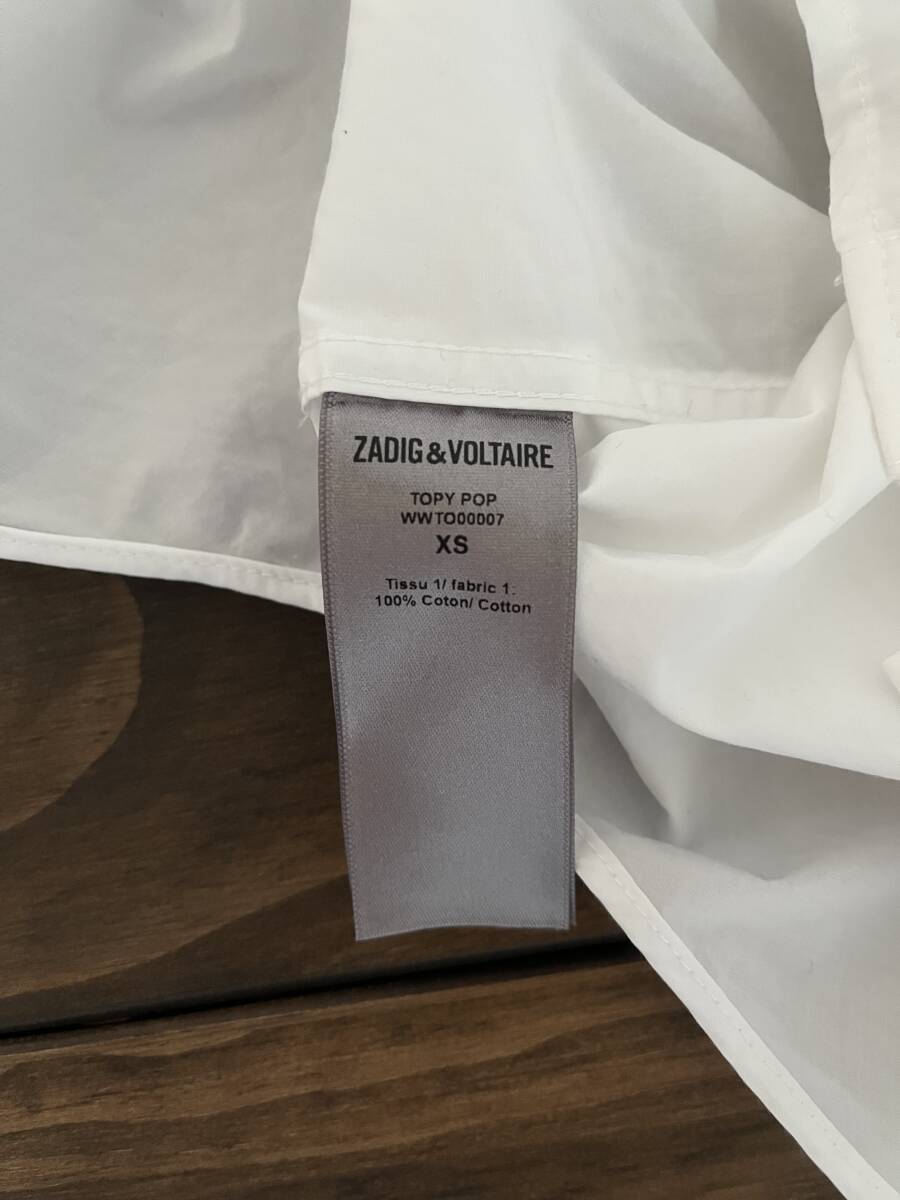 ZADIG&VOLTAIRE
TOPY POP
WWTO00007
XS
Tissu 1/ fabric 1:
100% Coton/ Cotton